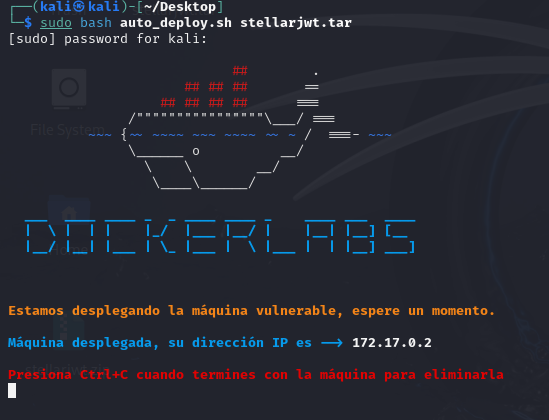 (kali㉿kali)-[~/Desktop]
$ sudo bash auto_deploy.sh stellarjwt.tar
[sudo] password for kali:
## .
## ## ## ==
## ## ## ## ===
/""""""""""""""""\___/ ===
~~~ {~~ ~~~~ ~~~ ~~~~ ~~ ~ / ===- ~~~
\______ o __/
\ \ __/
\____\______/
DOCKERLABS
File System
Estamos desplegando la máquina vulnerable, espere un momento.
Máquina desplegada, su dirección IP es --> 172.17.0.2
Presiona Ctrl+C cuando termines con la máquina para eliminarla